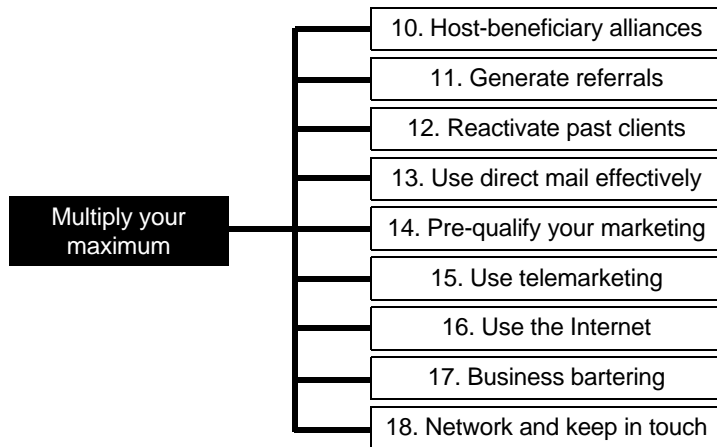 10. Host-beneficiary alliances
11. Generate referrals
12. Reactivate past clients
13. Use direct mail effectively
Multiply your
maximum
14. Pre-qualify your marketing
15. Use telemarketing
16. Use the Internet
17. Business bartering
18. Network and keep in touch